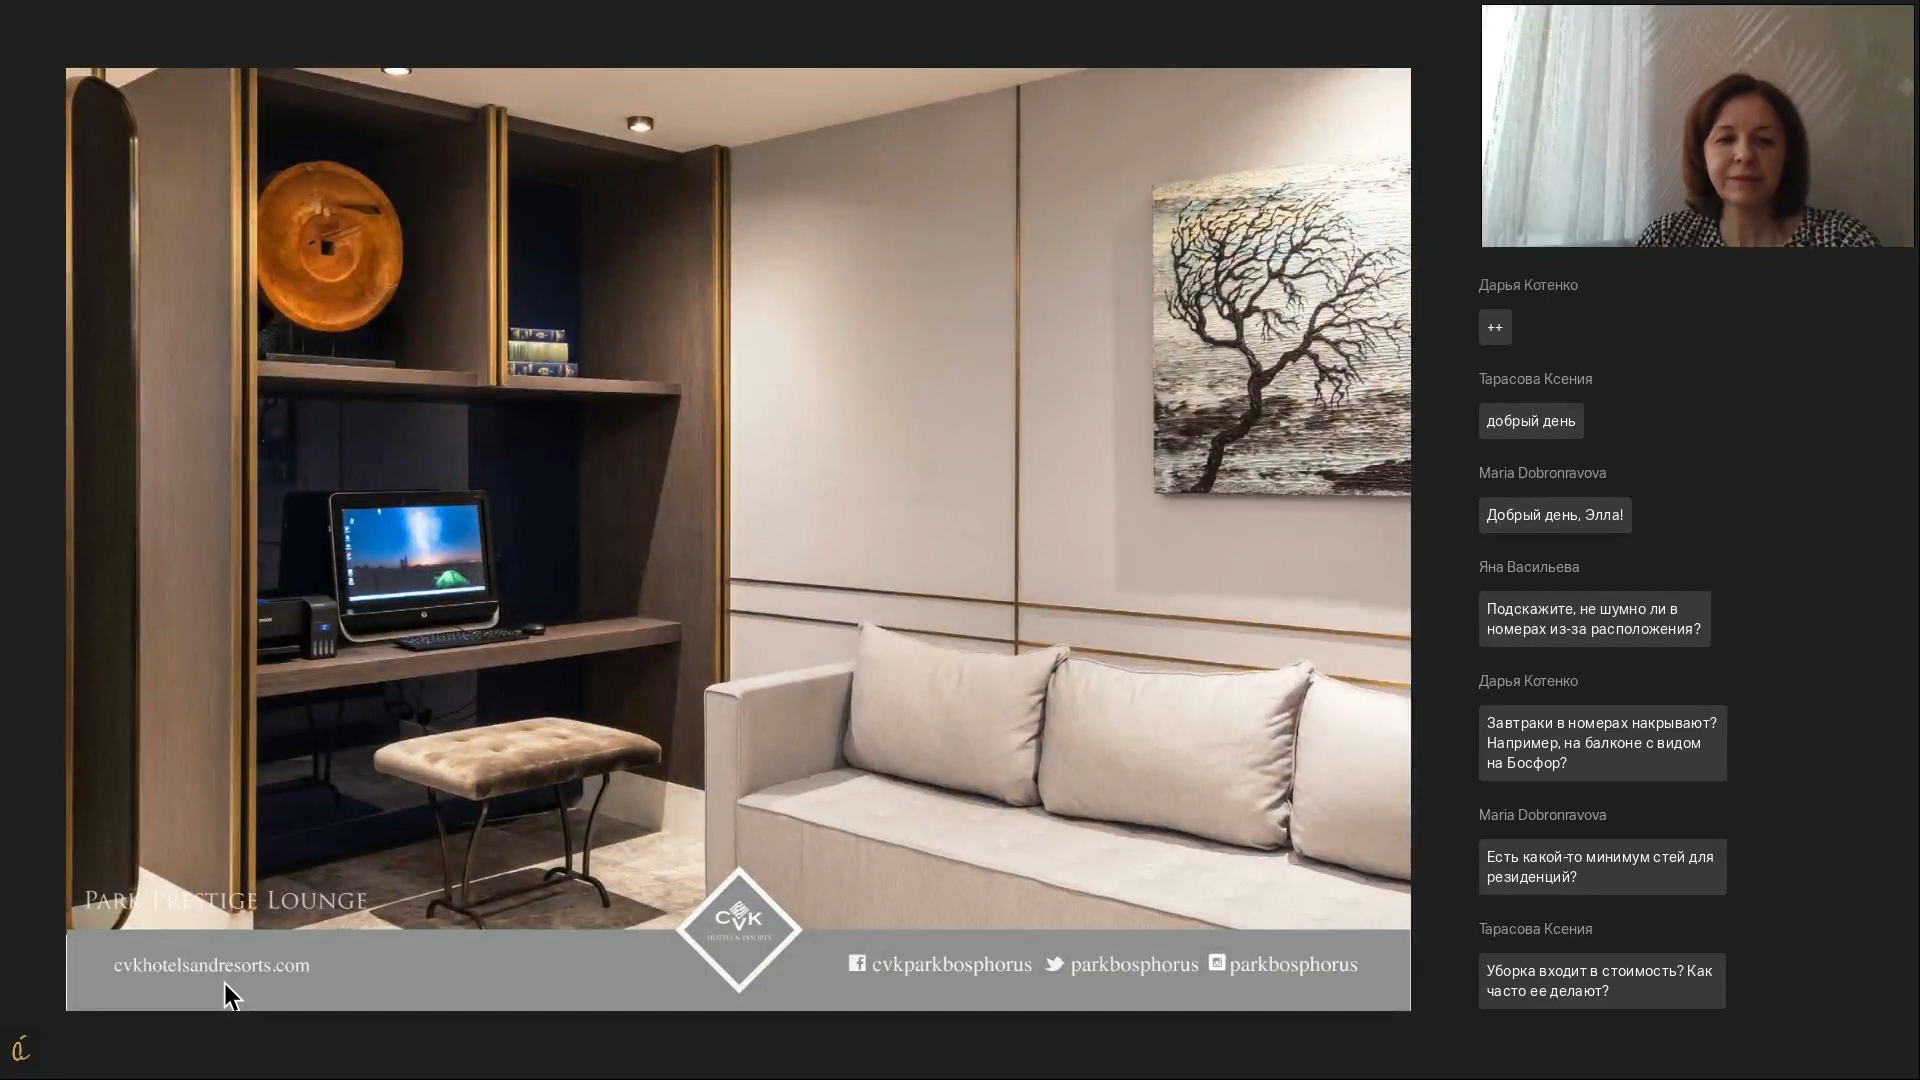 PARK PRESTIGE LOUNGE
CVK
HOTELS & RESORTS
cvkhotelsandresorts.com
cvkparkbosphorus
parkbosphorus
parkbosphorus
Дарья Котенко
++
Тарасова Ксения
добрый день
Maria Dobronravova
Добрый день, Элла!
Яна Васильева
Подскажите, не шумно ли в
номерах из-за расположения?
Дарья Котенко
Завтраки в номерах накрывают?
Например, на балконе с видом
на Босфор?
Maria Dobronravova
Есть какой-то минимум стей для
резиденций?
Тарасова Ксения
Уборка входит в стоимость? Как
часто ее делают?
á